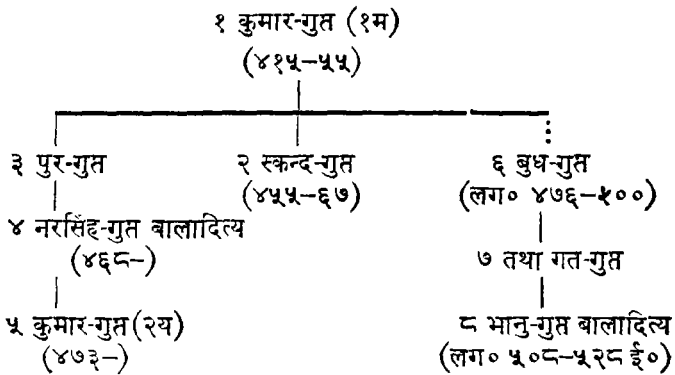 १ कुमार-गुप्त (१म)
(४१५–५५)
३ पुर-गुप्त
२ स्कन्द-गुप्त
६ बुध-गुप्त
(४५५–६७)
(लग० ४७६–५००)
४ नरसिंह-गुप्त बालादित्य
(४६८–)
७ तथा गत-गुप्त
५ कुमार-गुप्त(२य)
८ भानु-गुप्त बालादित्य
(४७३–)
(लग० ५०८–५२८ ई०)